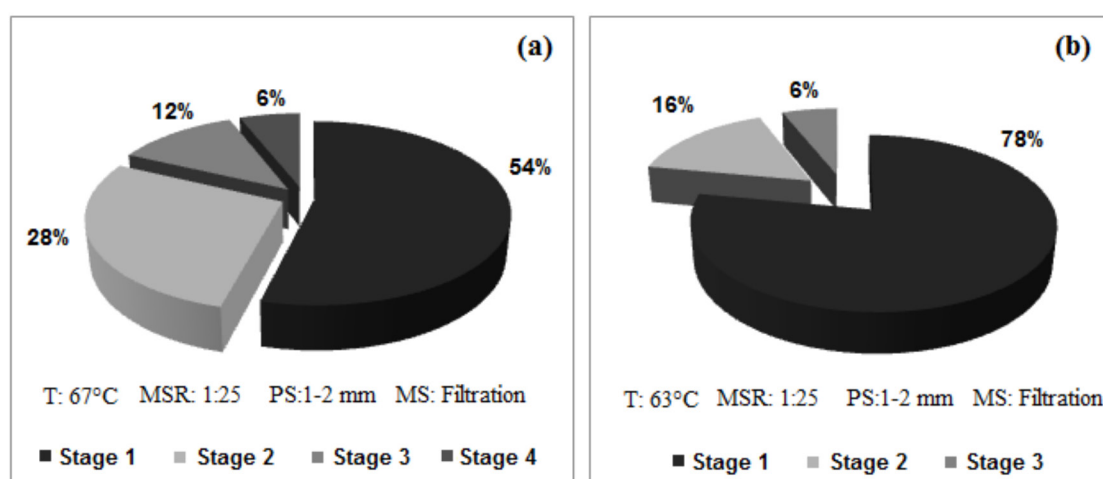 (a)
6%
12%
54%
28%
T: 67°C MSR: 1:25 PS:1-2 mm MS: Filtration
Stage 1 Stage 2 Stage 3 Stage 4
(b)
6%
16%
78%
T: 63°C MSR: 1:25 PS:1-2 mm MS: Filtration
Stage 1 Stage 2 Stage 3